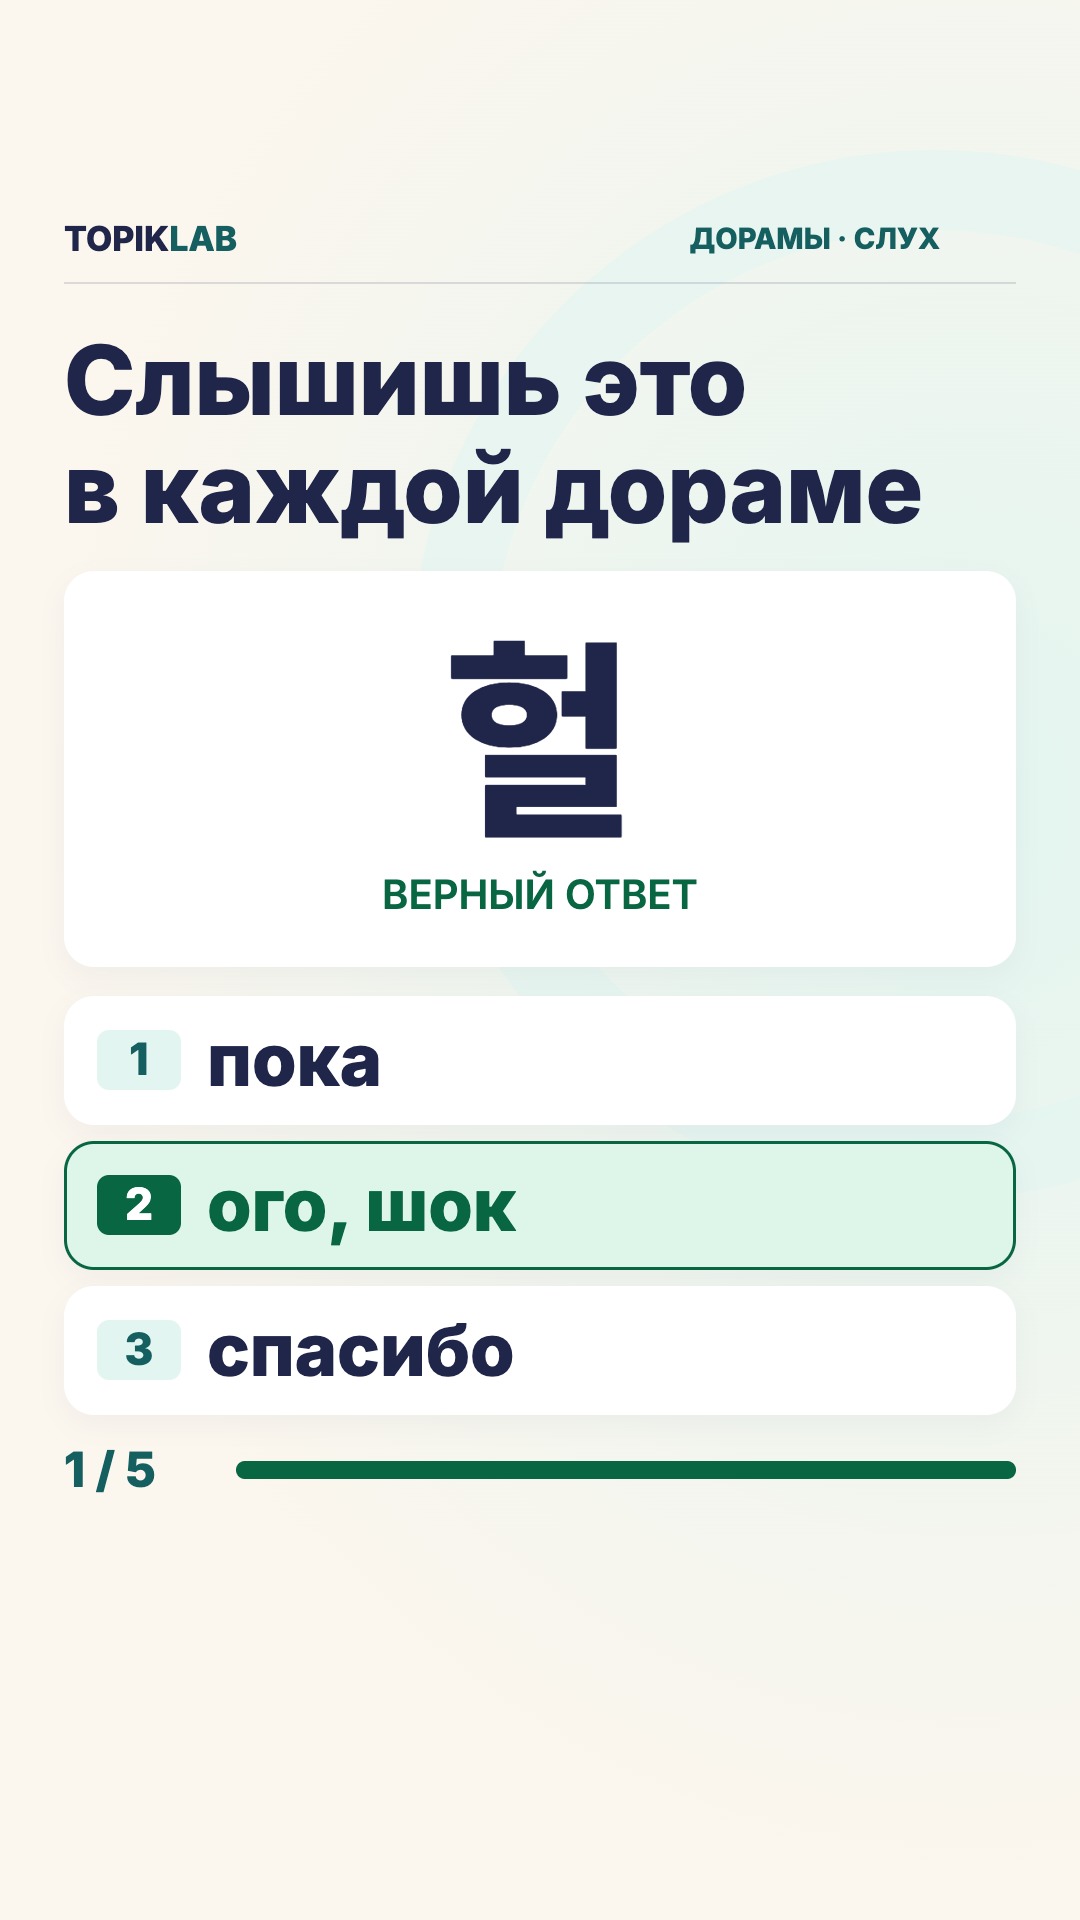 TOPIKLAB
ДОРАМЫ · СЛУХ
Слышишь это
в каждой дораме
헐
ВЕРНЫЙ ОТВЕТ
1 пока
2 ого, шок
3 спасибо
1 / 5